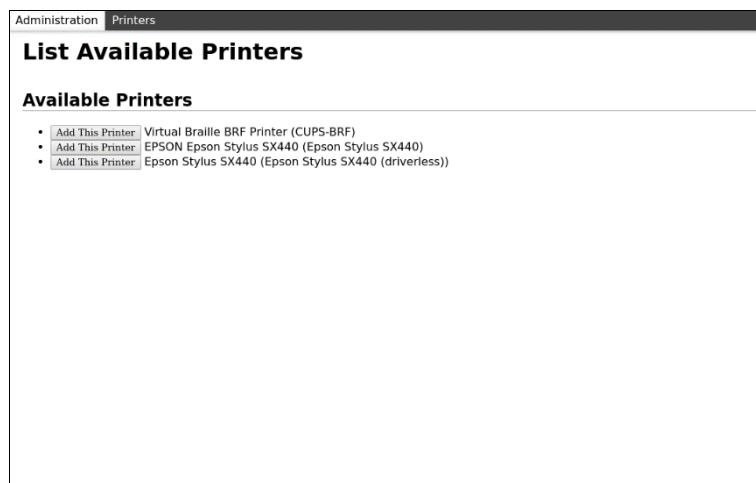 Administration Printers
List Available Printers
Available Printers
Add This Printer Virtual Braille BRF Printer (CUPS-BRF)
Add This Printer EPSON Epson Stylus SX440 (Epson Stylus SX440)
Add This Printer Epson Stylus SX440 (Epson Stylus SX440 (driverless))